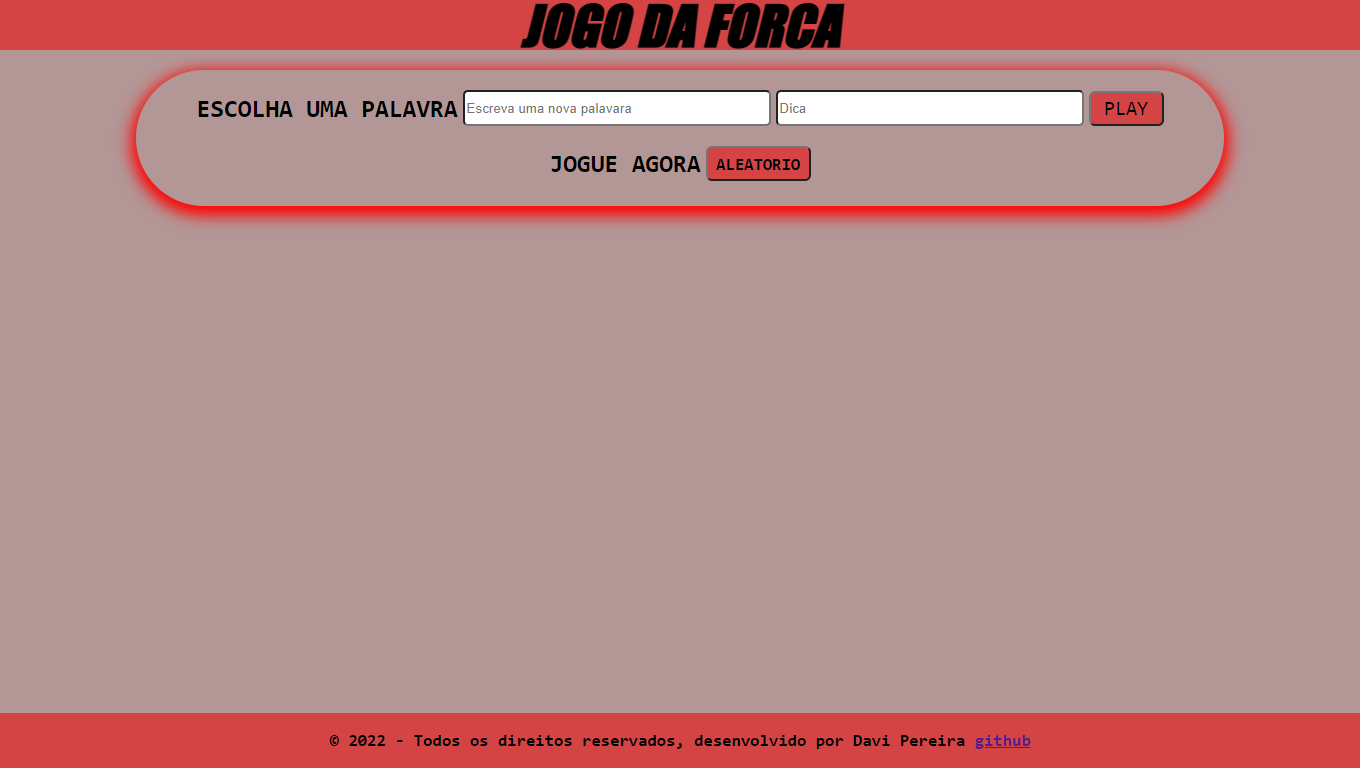 JOGO DA FORCA
ESCOLHA UMA PALAVRA Escreva uma nova palavara Dica PLAY
JOGUE AGORA ALEATORIO
© 2022 - Todos os direitos reservados, desenvolvido por Davi Pereira github